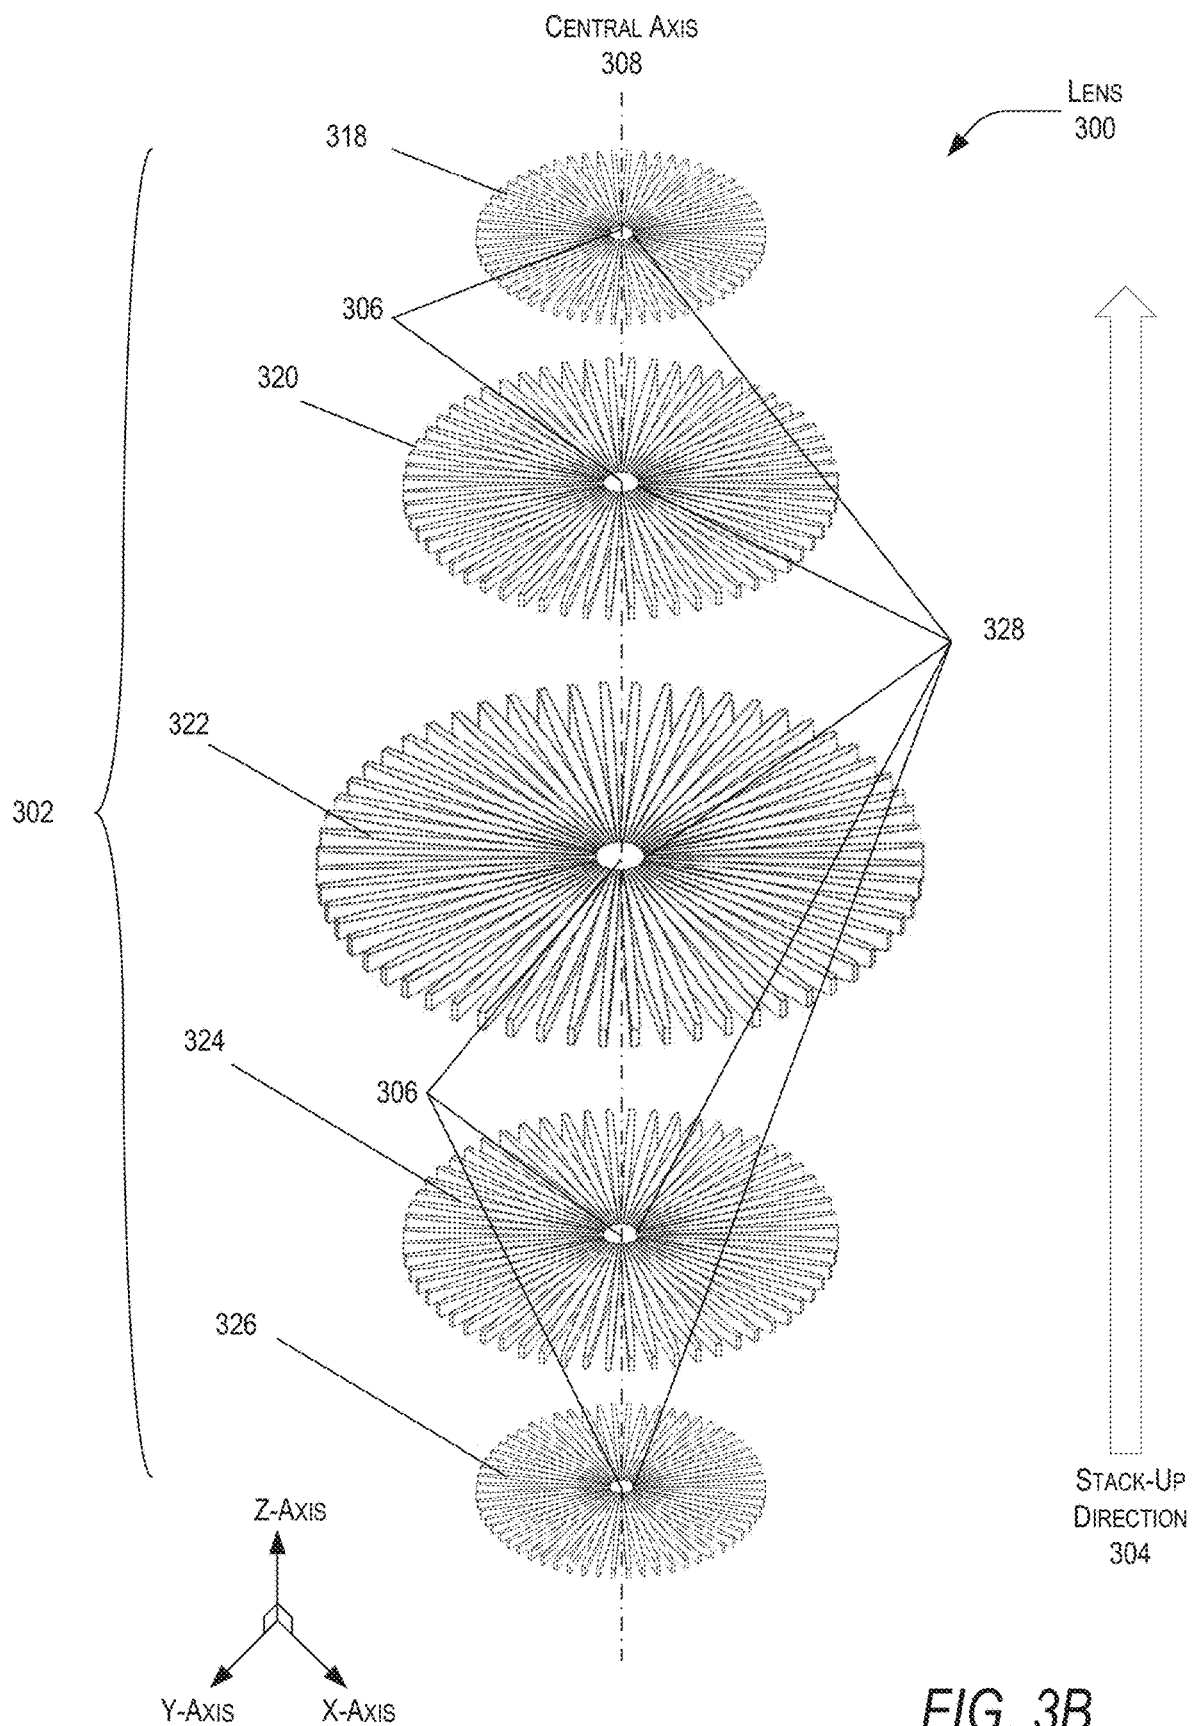 CENTRAL AXIS
308
LENS
300
318
306
320
328
322
302
324
306
326
STACK-UP
DIRECTION
304
Z-AXIS
Y-AXIS
X-AXIS
FIG. 3B